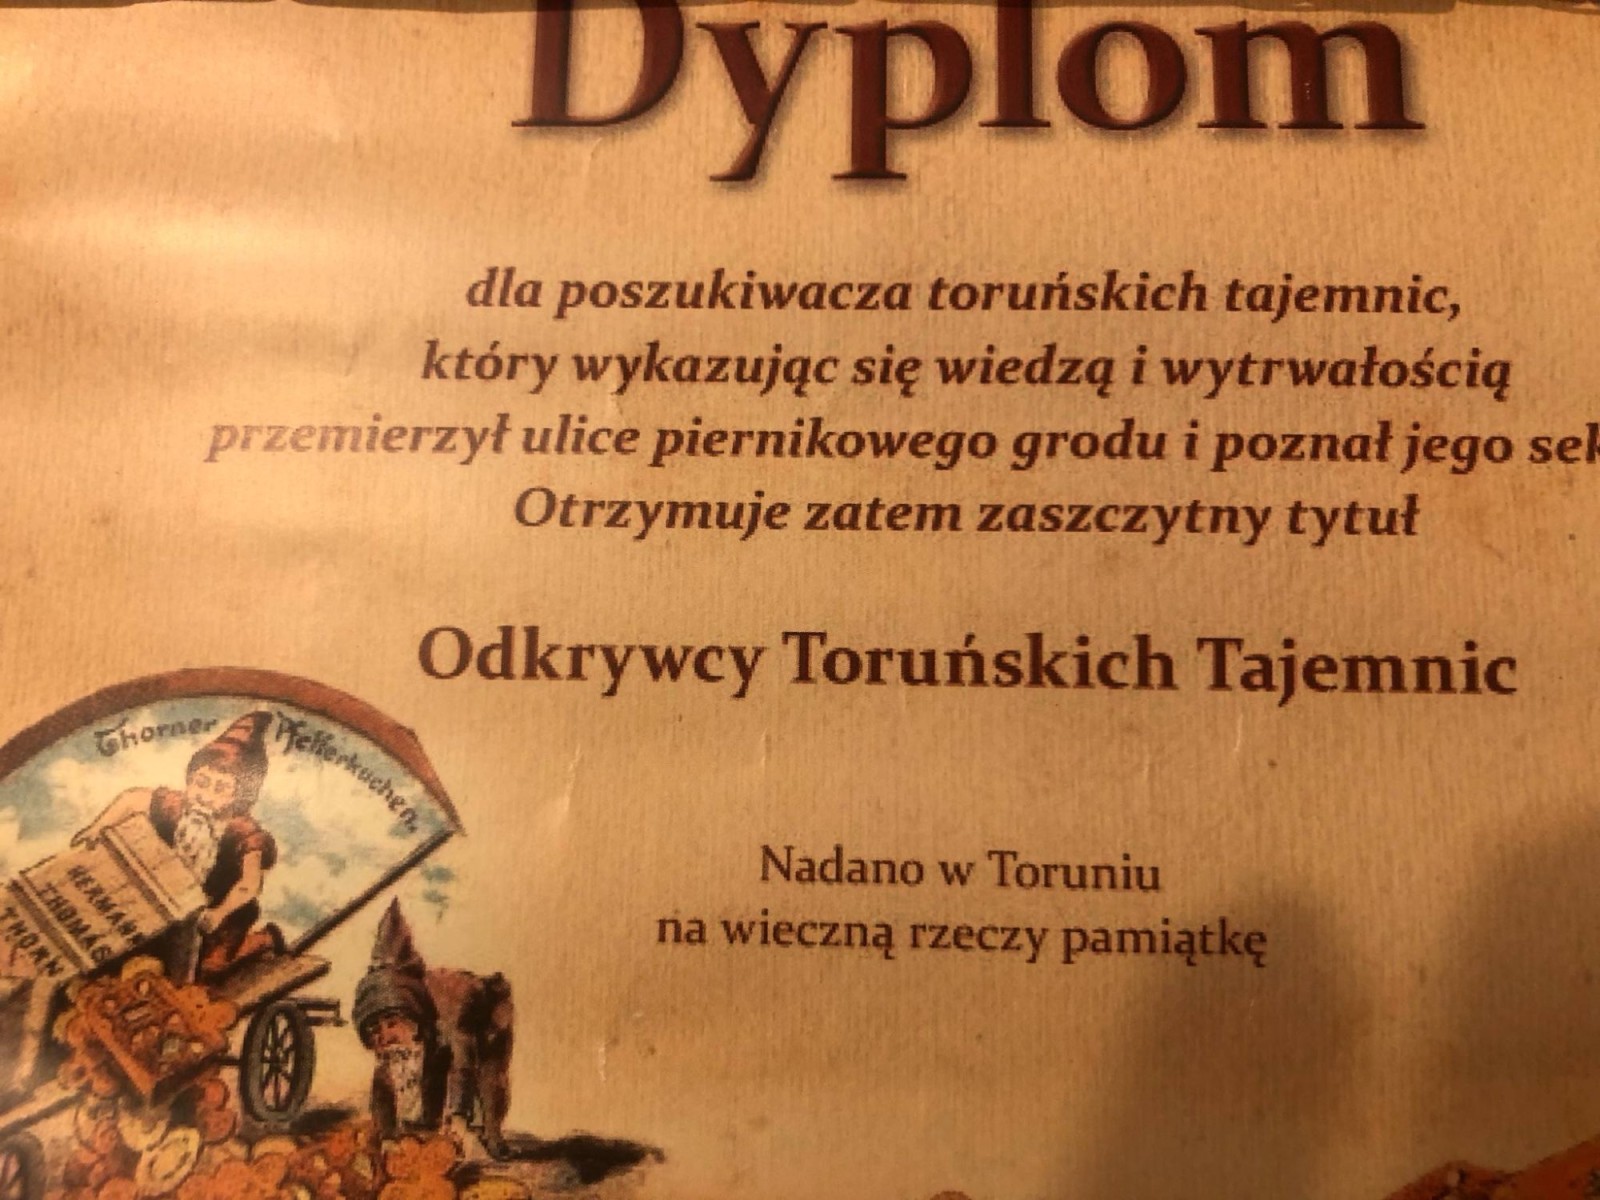 Dyplom
dla poszukiwacza toruńskich tajemnic,
który wykazując się wiedzą i wytrwałością
przemierzył ulice piernikowego grodu i poznał jego sek
Otrzymuje zatem zaszczytny tytuł
Odkrywcy Toruńskich Tajemnic
Thorner Pfefferkuchen.
HERMANN
THOMAS
THORN
Nadano w Toruniu
na wieczną rzeczy pamiątkę